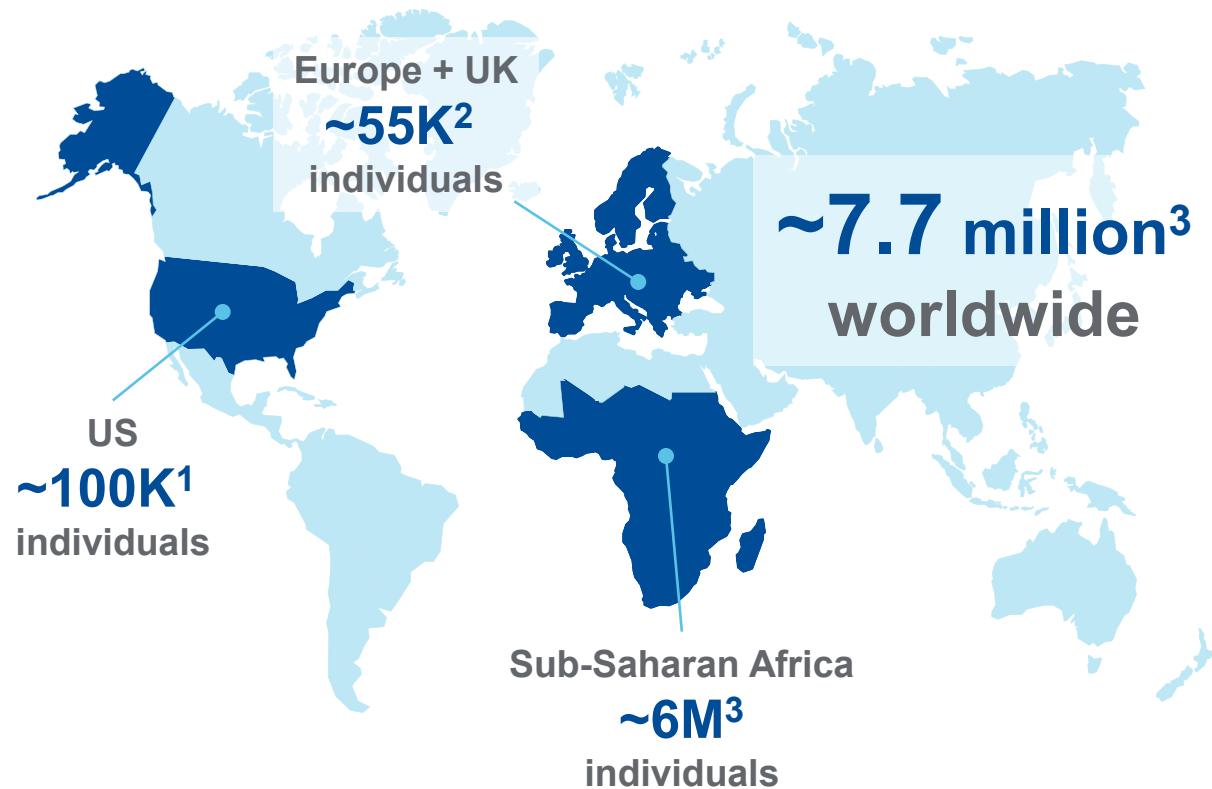 Europe + UK
~55K²
individuals
~7.7 million³
worldwide
US
~100K¹
individuals
Sub-Saharan Africa
~6M³
individuals